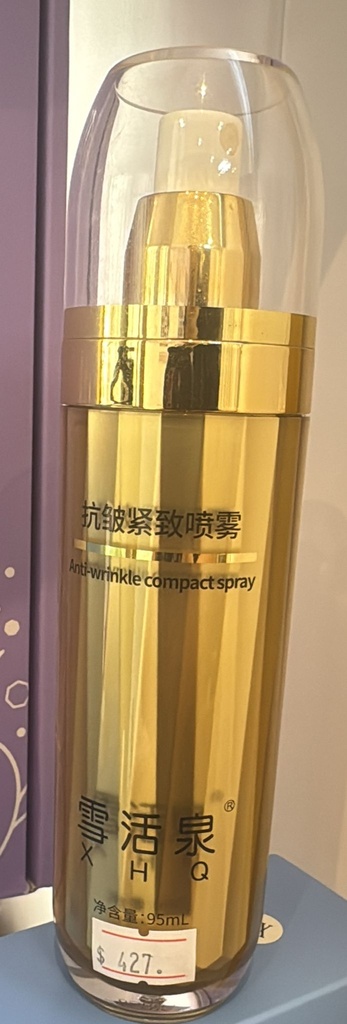 抗皱紧致喷雾
Anti-wrinkle compact spray
雪活泉®
X H Q
净含量:95mL
$ 427.